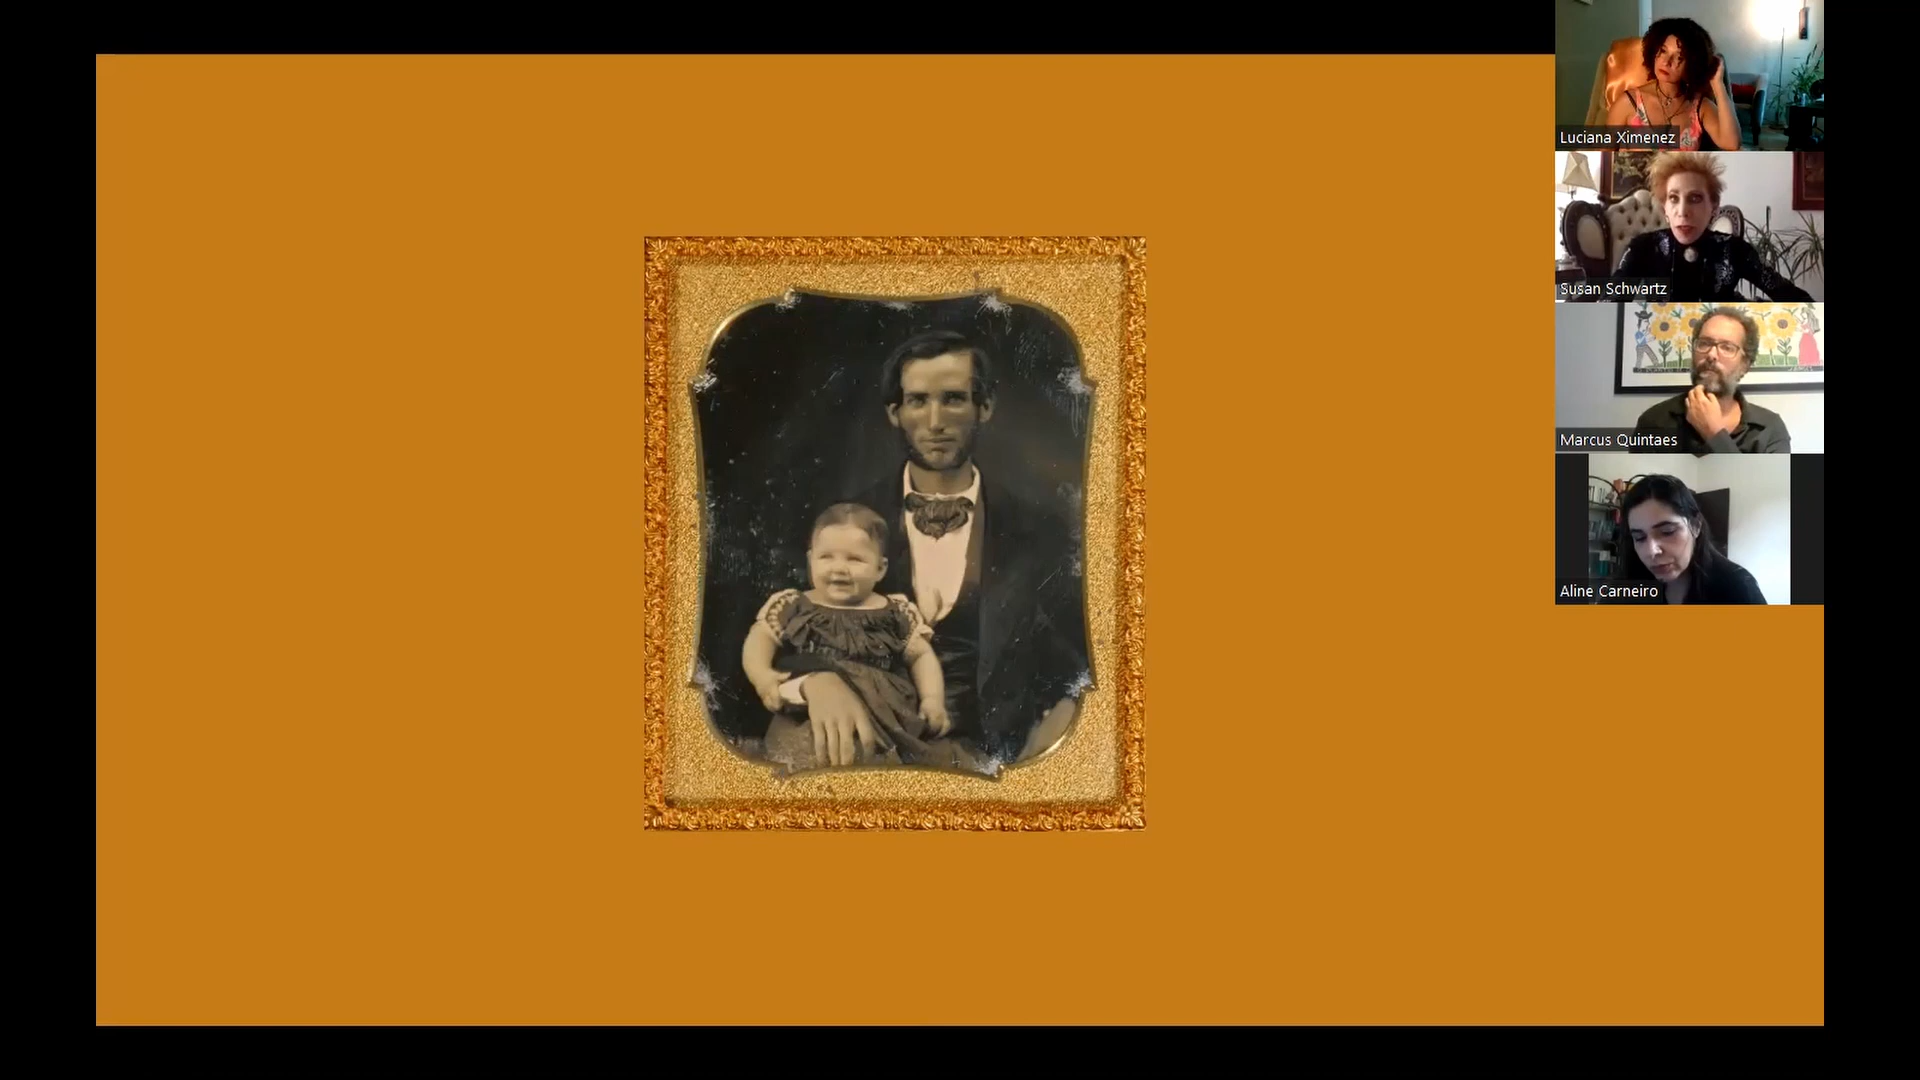 Luciana Ximenez
Susan Schwartz
Marcus Quintaes
Aline Carneiro